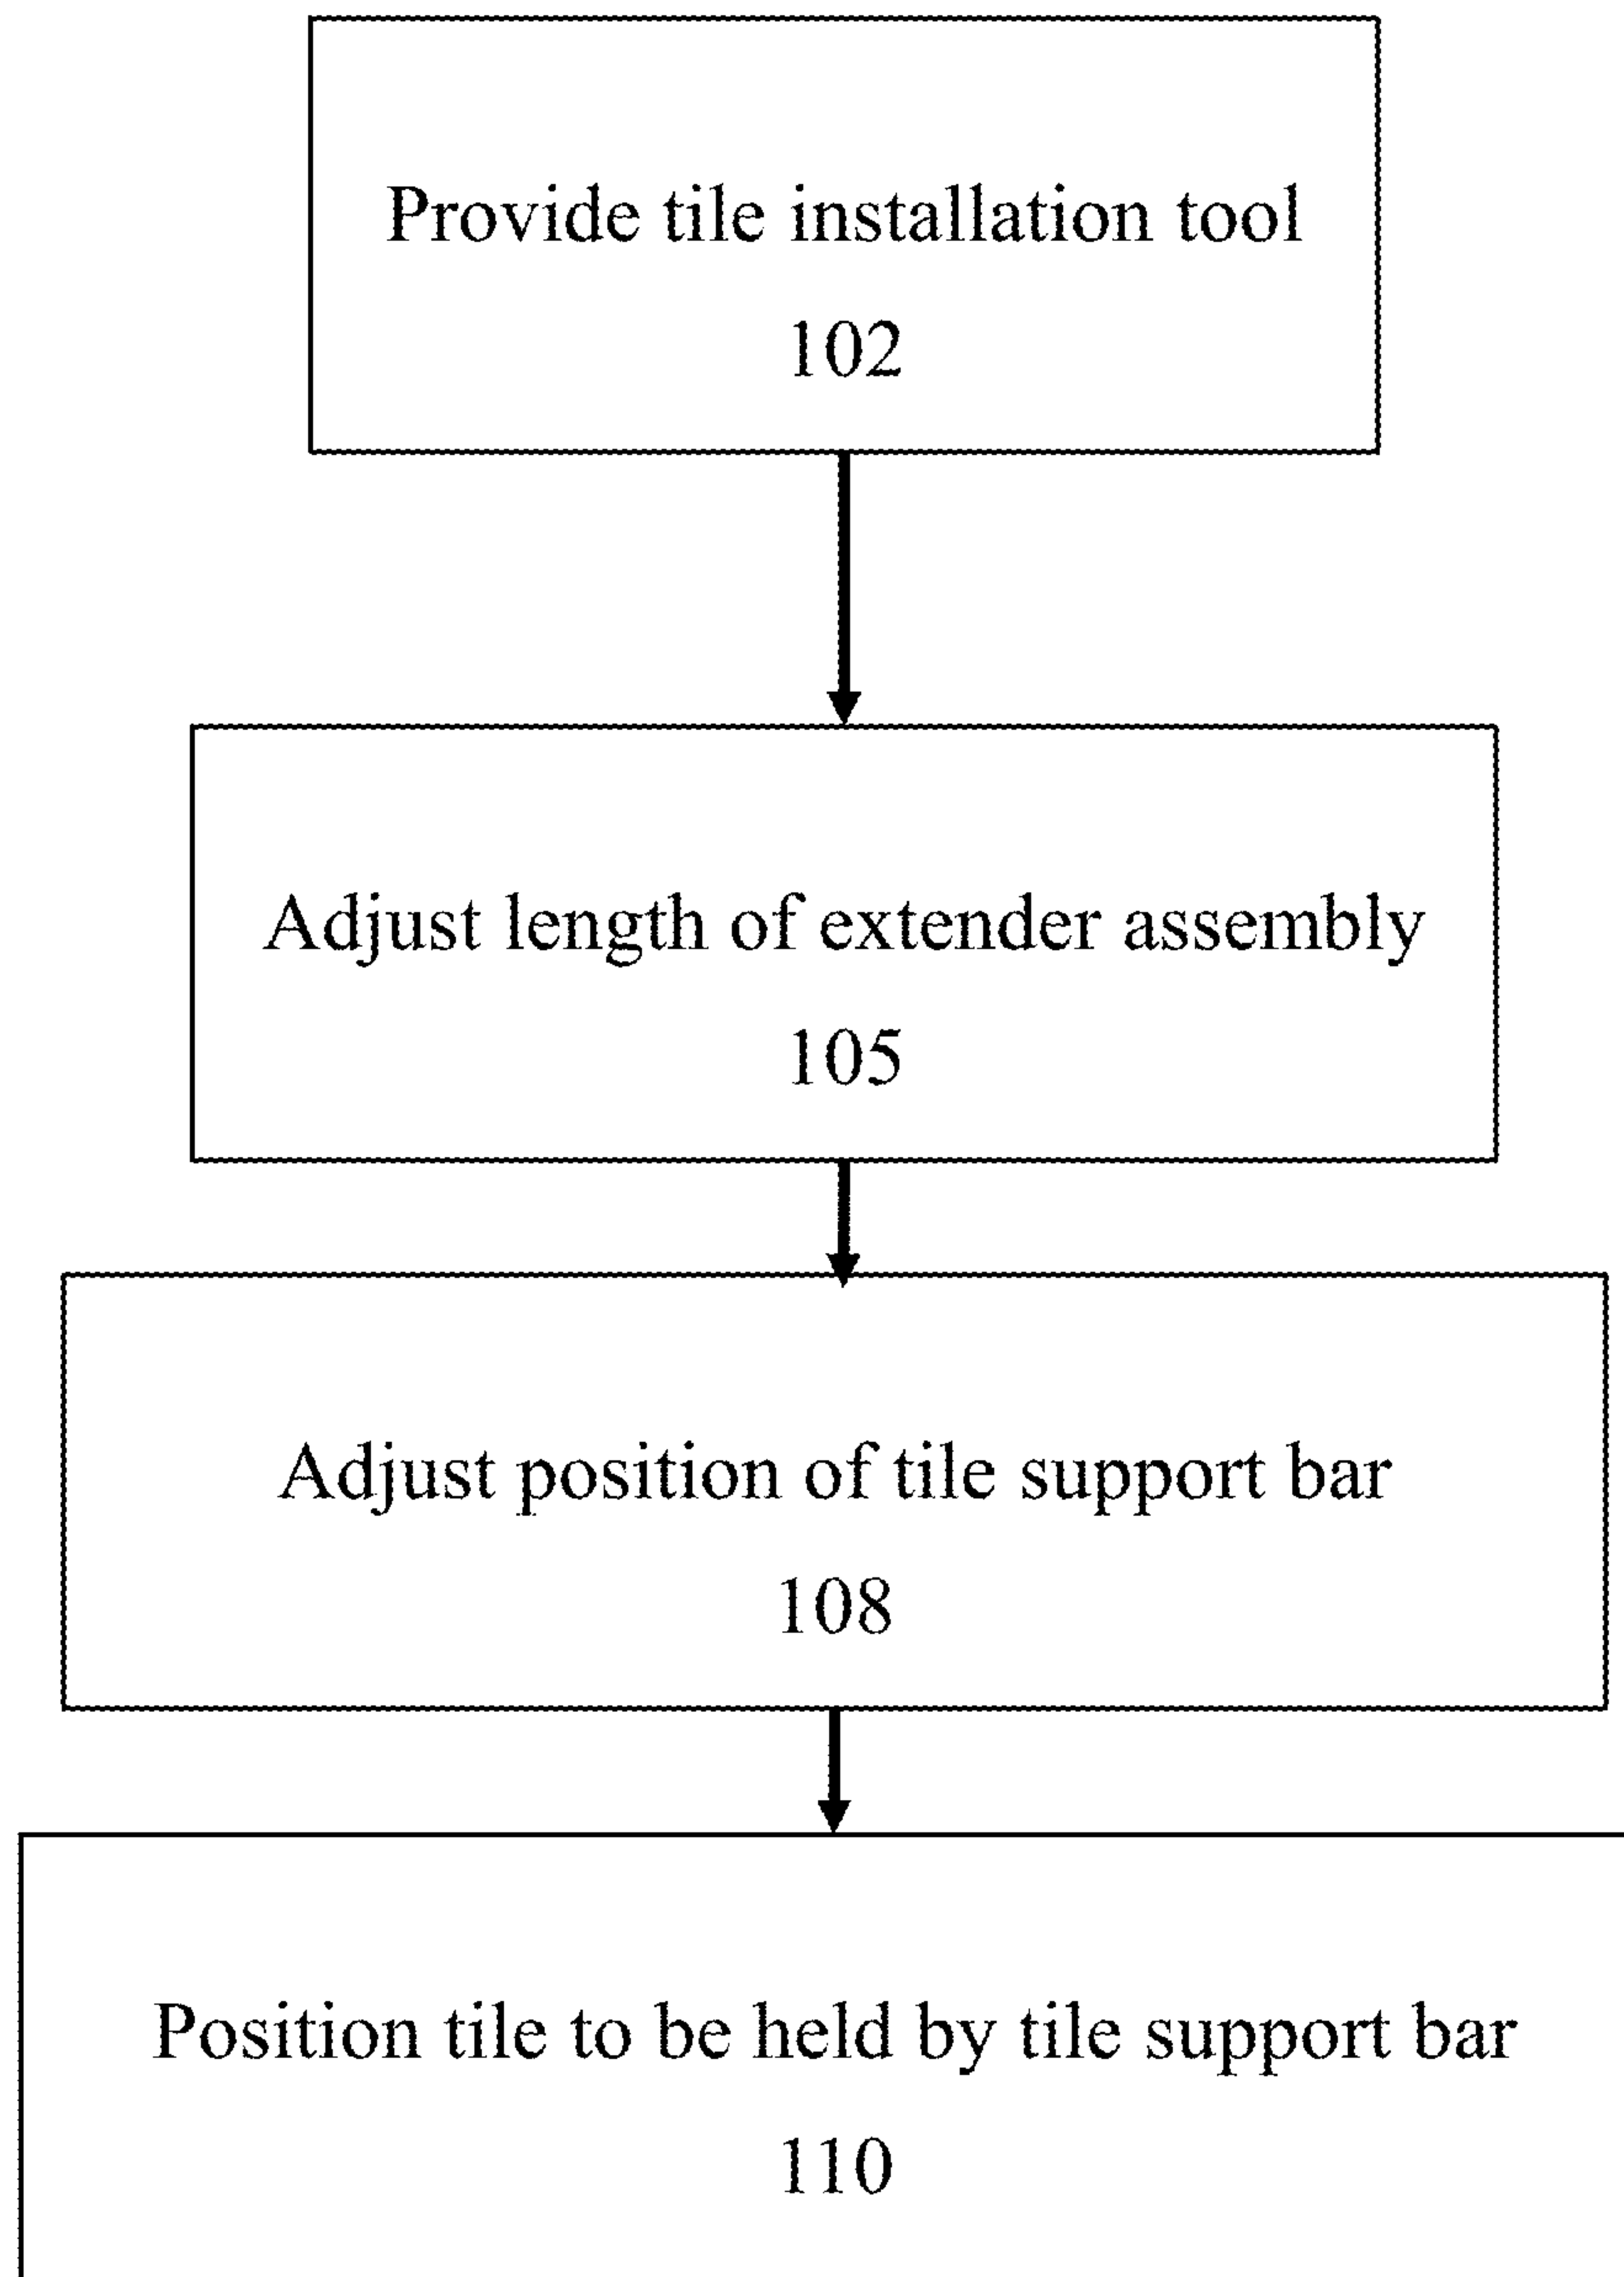 Provide tile installation tool
102
Adjust length of extender assembly
105
Adjust position of tile support bar
108
Position tile to be held by tile support bar
110